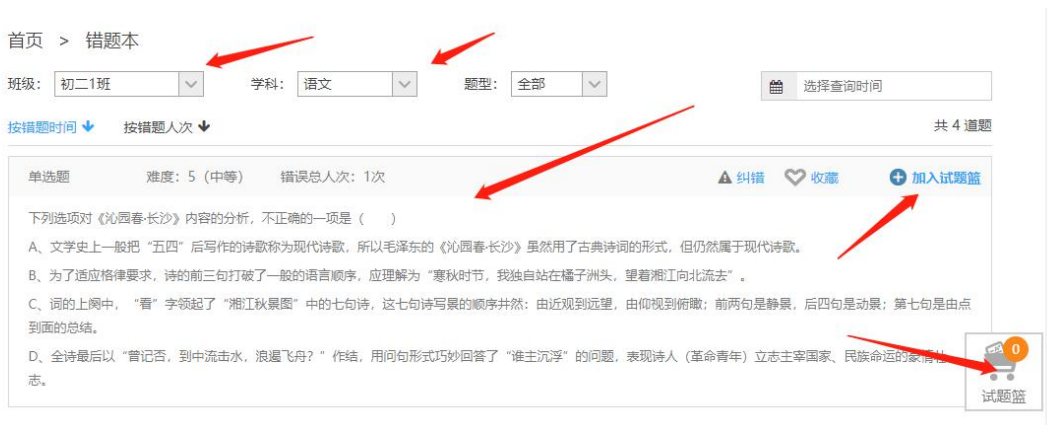 首页 > 错题本
班级: 初二1班 学科: 语文 题型: 全部 选择查询时间
按错题时间 按错题人次 共 4 道题
单选题 难度: 5 (中等) 错误总人次: 1次 纠错 收藏 加入试题篮
下列选项对《沁园春·长沙》内容的分析, 不正确的一项是 ( )
A、文学史上一般把“五四”后写作的诗歌称为现代诗歌, 所以毛泽东的《沁园春·长沙》虽然用了古典诗词的形式, 但仍然属于现代诗歌。
B、为了适应格律要求, 诗的前三句打破了一般的语言顺序, 应理解为“寒秋时节, 我独自站在橘子洲头, 望着湘江向北流去”。
C、词的上阕中, “看”字领起了“湘江秋景图”中的七句诗, 这七句诗写景的顺序井然: 由近观到远望, 由仰视到俯瞰; 前两句是静景, 后四句是动景; 第七句是由点
到面的总结。
D、全诗最后以“曾记否, 到中流击水, 浪遏飞舟? ”作结, 用问句形式巧妙回答了“谁主沉浮”的问题, 表现诗人 (革命青年) 立志主宰国家、民族命运的豪情
志。
0
试题篮